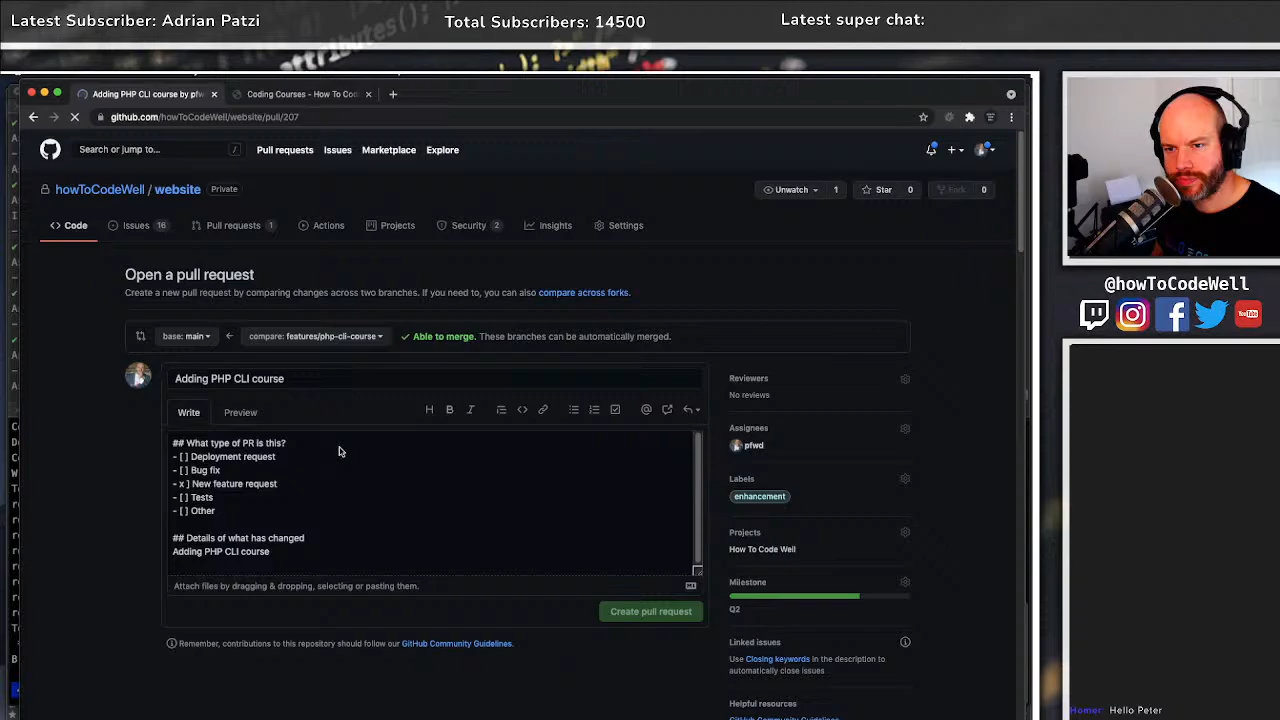 Latest Subscriber: Adrian Patzi
Total Subscribers: 14500
Latest super chat:
Adding PHP CLI course by pfw
Coding Courses - How To Co
github.com/howToCodeWell/website/pull/207
Search or jump to... /
Pull requests Issues Marketplace Explore
howToCodeWell / website Private
Unwatch 1 Star 0 Fork 0
Code Issues 16 Pull requests 1 Actions Projects Security 2 Insights Settings
Open a pull request
Create a new pull request by comparing changes across two branches. If you need to, you can also compare across forks.
base: main compare: features/php-cli-course Able to merge. These branches can be automatically merged.
Adding PHP CLI course
Write Preview
## What type of PR is this?
- [ ] Deployment request
- [ ] Bug fix
- x ] New feature request
- [ ] Tests
- [ ] Other
## Details of what has changed
Adding PHP CLI course
Attach files by dragging & dropping, selecting or pasting them.
Create pull request
Remember, contributions to this repository should follow our GitHub Community Guidelines.
Reviewers
No reviews
Assignees
pfwd
Labels
enhancement
Projects
How To Code Well
Milestone
Q2
Linked issues
Use Closing keywords in the description to
automatically close issues
Helpful resources
GitHub Community Guidelines
@howToCodeWell
Homer Hello Peter